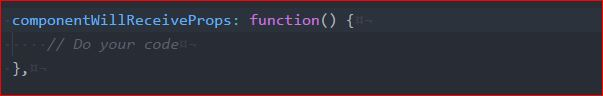 componentWillReceiveProps: function() {
// Do your code
},